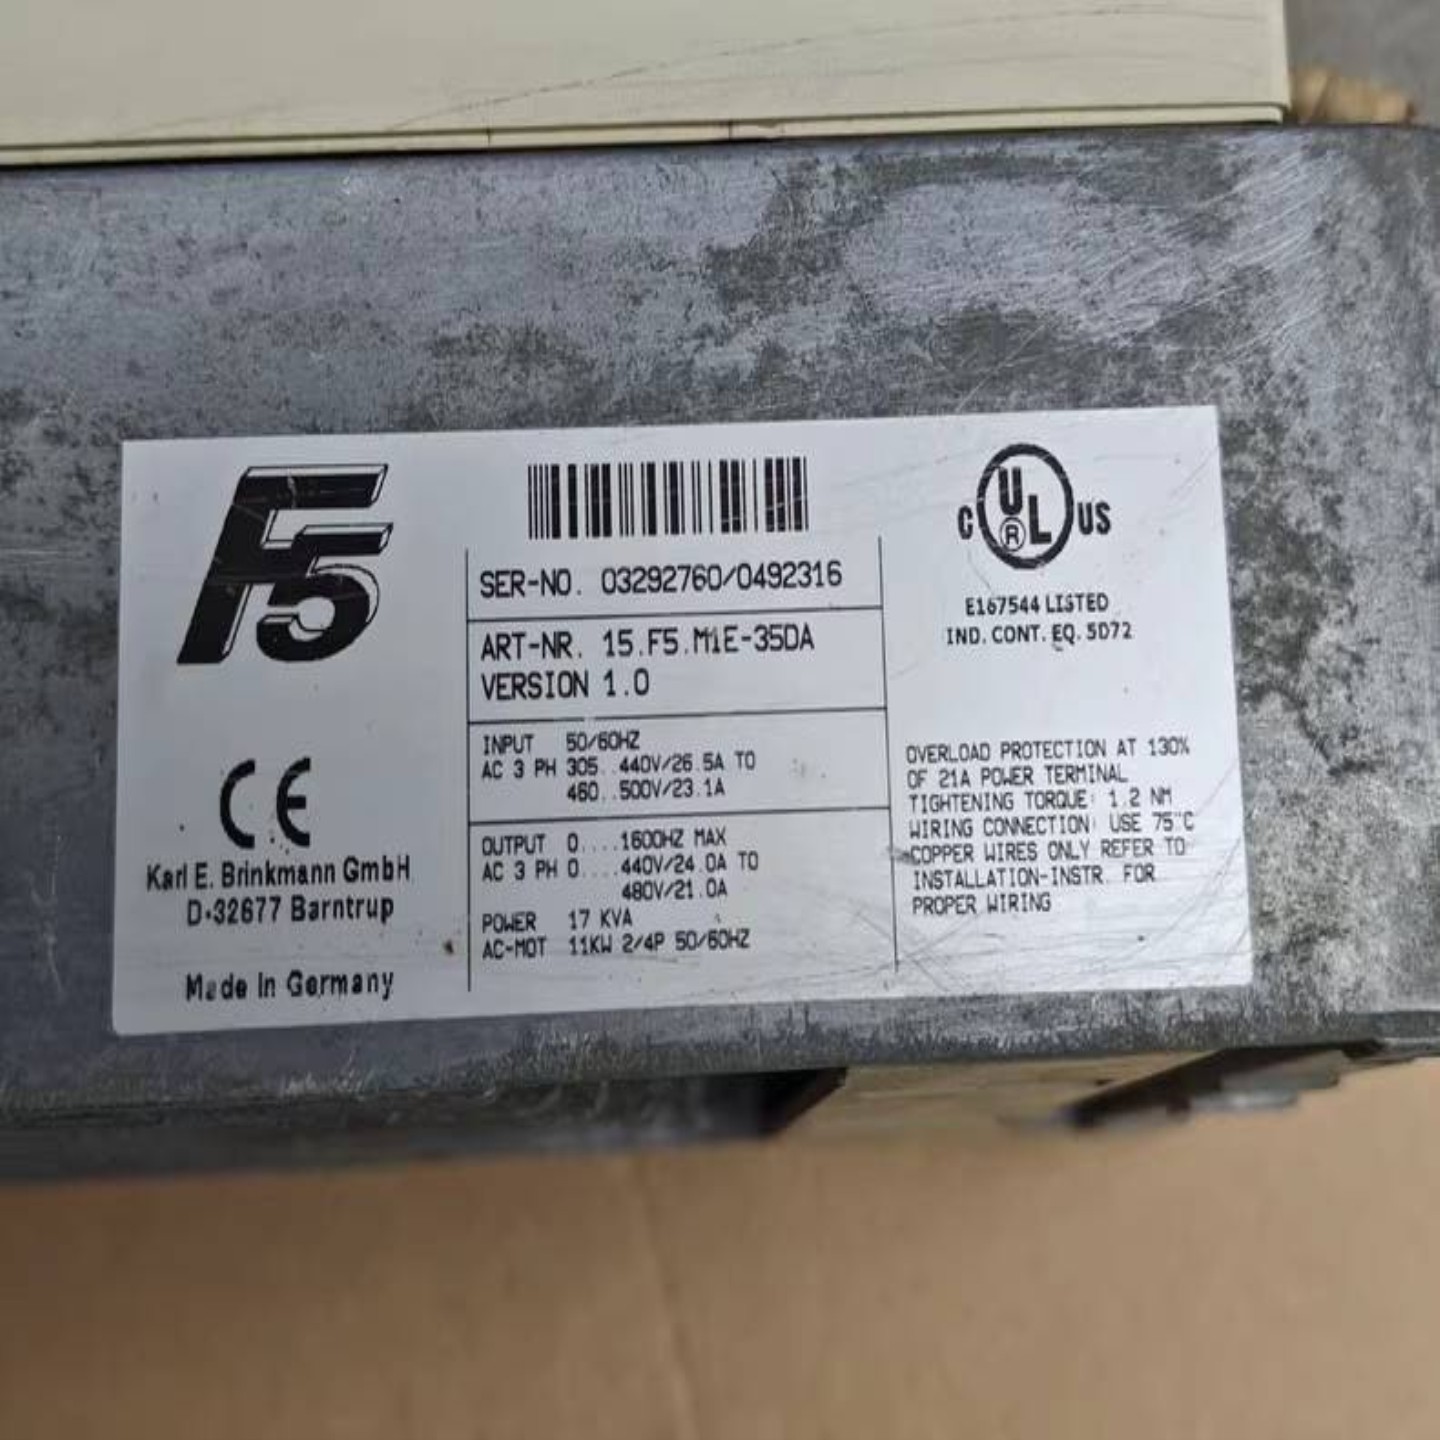 F5
SER-NO. 03292760/0492316
ART-NR. 15.F5.M1E-35DA
VERSION 1.0
INPUT 50/60HZ
AC 3 PH 305..440V/26.5A TO
460..500V/23.1A
OUTPUT 0....1600HZ MAX
AC 3 PH 0....440V/24.0A TO
480V/21.0A
POWER 17 KVA
AC-MOT 11KW 2/4P 50/60HZ
CE
Karl E. Brinkmann GmbH
D-32677 Barntrup
Made in Germany
C UL US
®
E167544 LISTED
IND. CONT. EQ. 5D72
OVERLOAD PROTECTION AT 130%
OF 21A POWER TERMINAL
TIGHTENING TORQUE: 1.2 NM
WIRING CONNECTION: USE 75°C
COPPER WIRES ONLY REFER TO
INSTALLATION-INSTR. FOR
PROPER WIRING